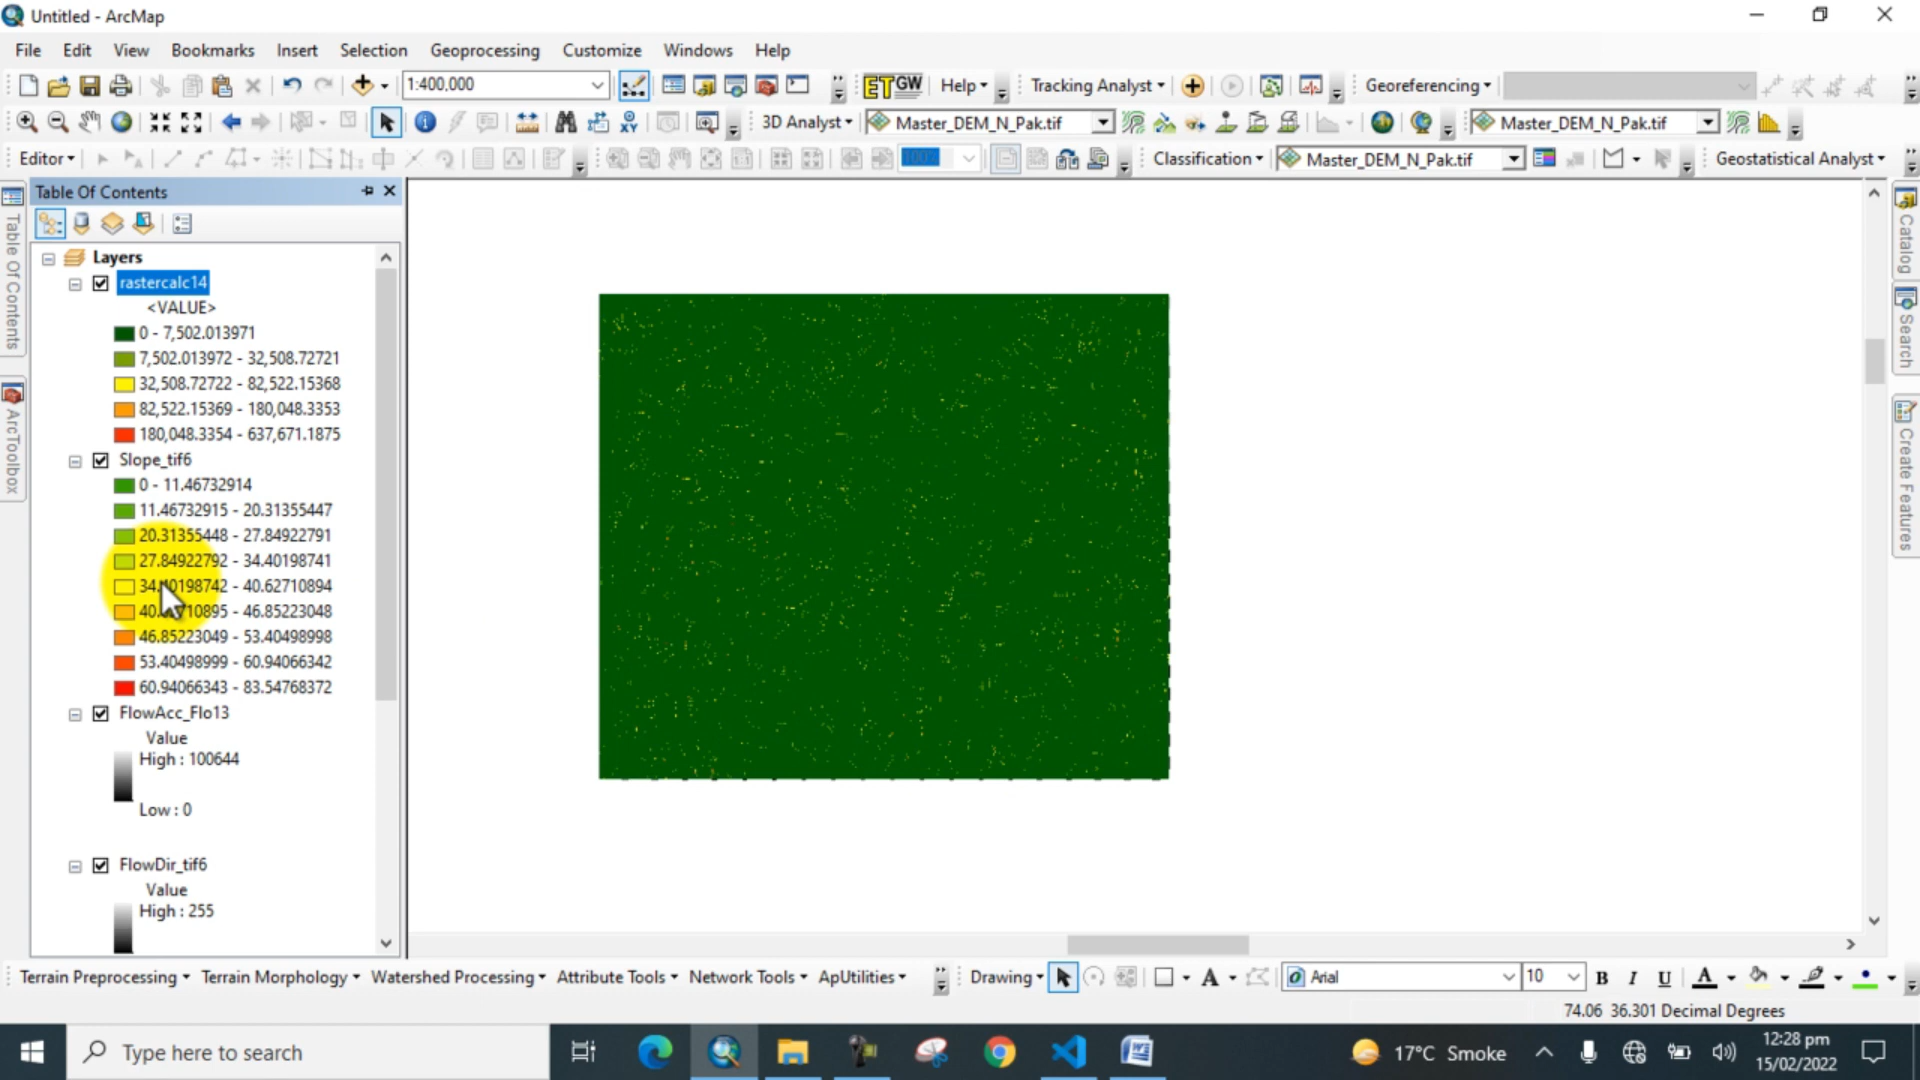 Untitled - ArcMap
File Edit View Bookmarks Insert Selection Geoprocessing Customize Windows Help
1:400,000 ET GW Help Tracking Analyst Georeferencing
3D Analyst Master_DEM_N_Pak.tif Master_DEM_N_Pak.tif
Editor 100% Classification Master_DEM_N_Pak.tif Geostatistical Analyst
Table Of Contents
Table Of Contents
ArcToolbox
Layers
rastercalc14
<VALUE>
0 - 7,502.013971
7,502.013972 - 32,508.72721
32,508.72722 - 82,522.15368
82,522.15369 - 180,048.3353
180,048.3354 - 637,671.1875
Slope_tif6
0 - 11.46732914
11.46732915 - 20.31355447
20.31355448 - 27.84922791
27.84922792 - 34.40198741
34.40198742 - 40.62710894
40.62710895 - 46.85223048
46.85223049 - 53.40498998
53.40498999 - 60.94066342
60.94066343 - 83.54768372
FlowAcc_Flo13
Value
High : 100644
Low : 0
FlowDir_tif6
Value
High : 255
Catalog
Search
Create Features
Terrain Preprocessing Terrain Morphology Watershed Processing Attribute Tools Network Tools ApUtilities Drawing A Arial 10 B I U A
74.06 36.301 Decimal Degrees
Type here to search
17°C Smoke
12:28 pm
15/02/2022